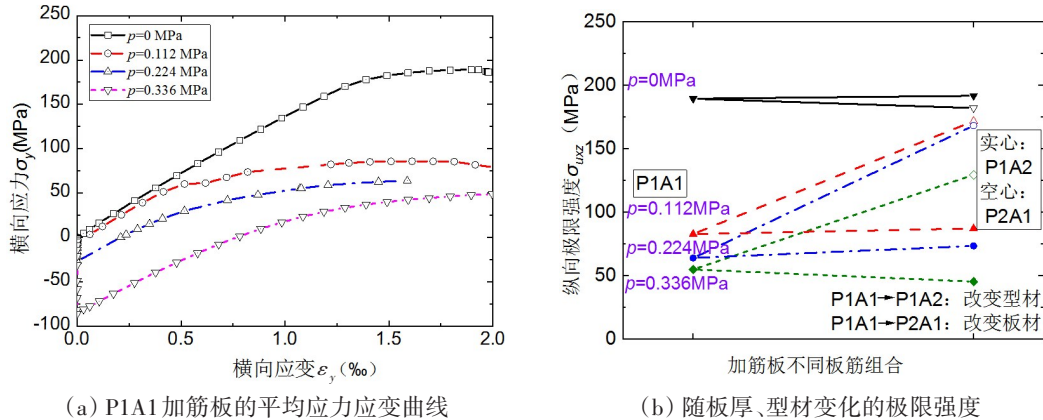 250
200
150
100
50
0
-50
-100
0.0
0.5
1.0
1.5
2.0
横向应力σy(MPa)
横向应变εy（‰）
p=0 MPa
p=0.112 MPa
p=0.224 MPa
p=0.336 MPa
（a）P1A1加筋板的平均应力应变曲线
250
200
150
100
50
0
纵向极限强度σuxz（MPa）
p=0MPa
P1A1
p=0.112MPa
p=0.224MPa
p=0.336MPa
实心：
P1A2
空心：
P2A1
P1A1→P1A2：改变型材
P1A1→P2A1：改变板材
加筋板不同板筋组合
（b）随板厚、型材变化的极限强度